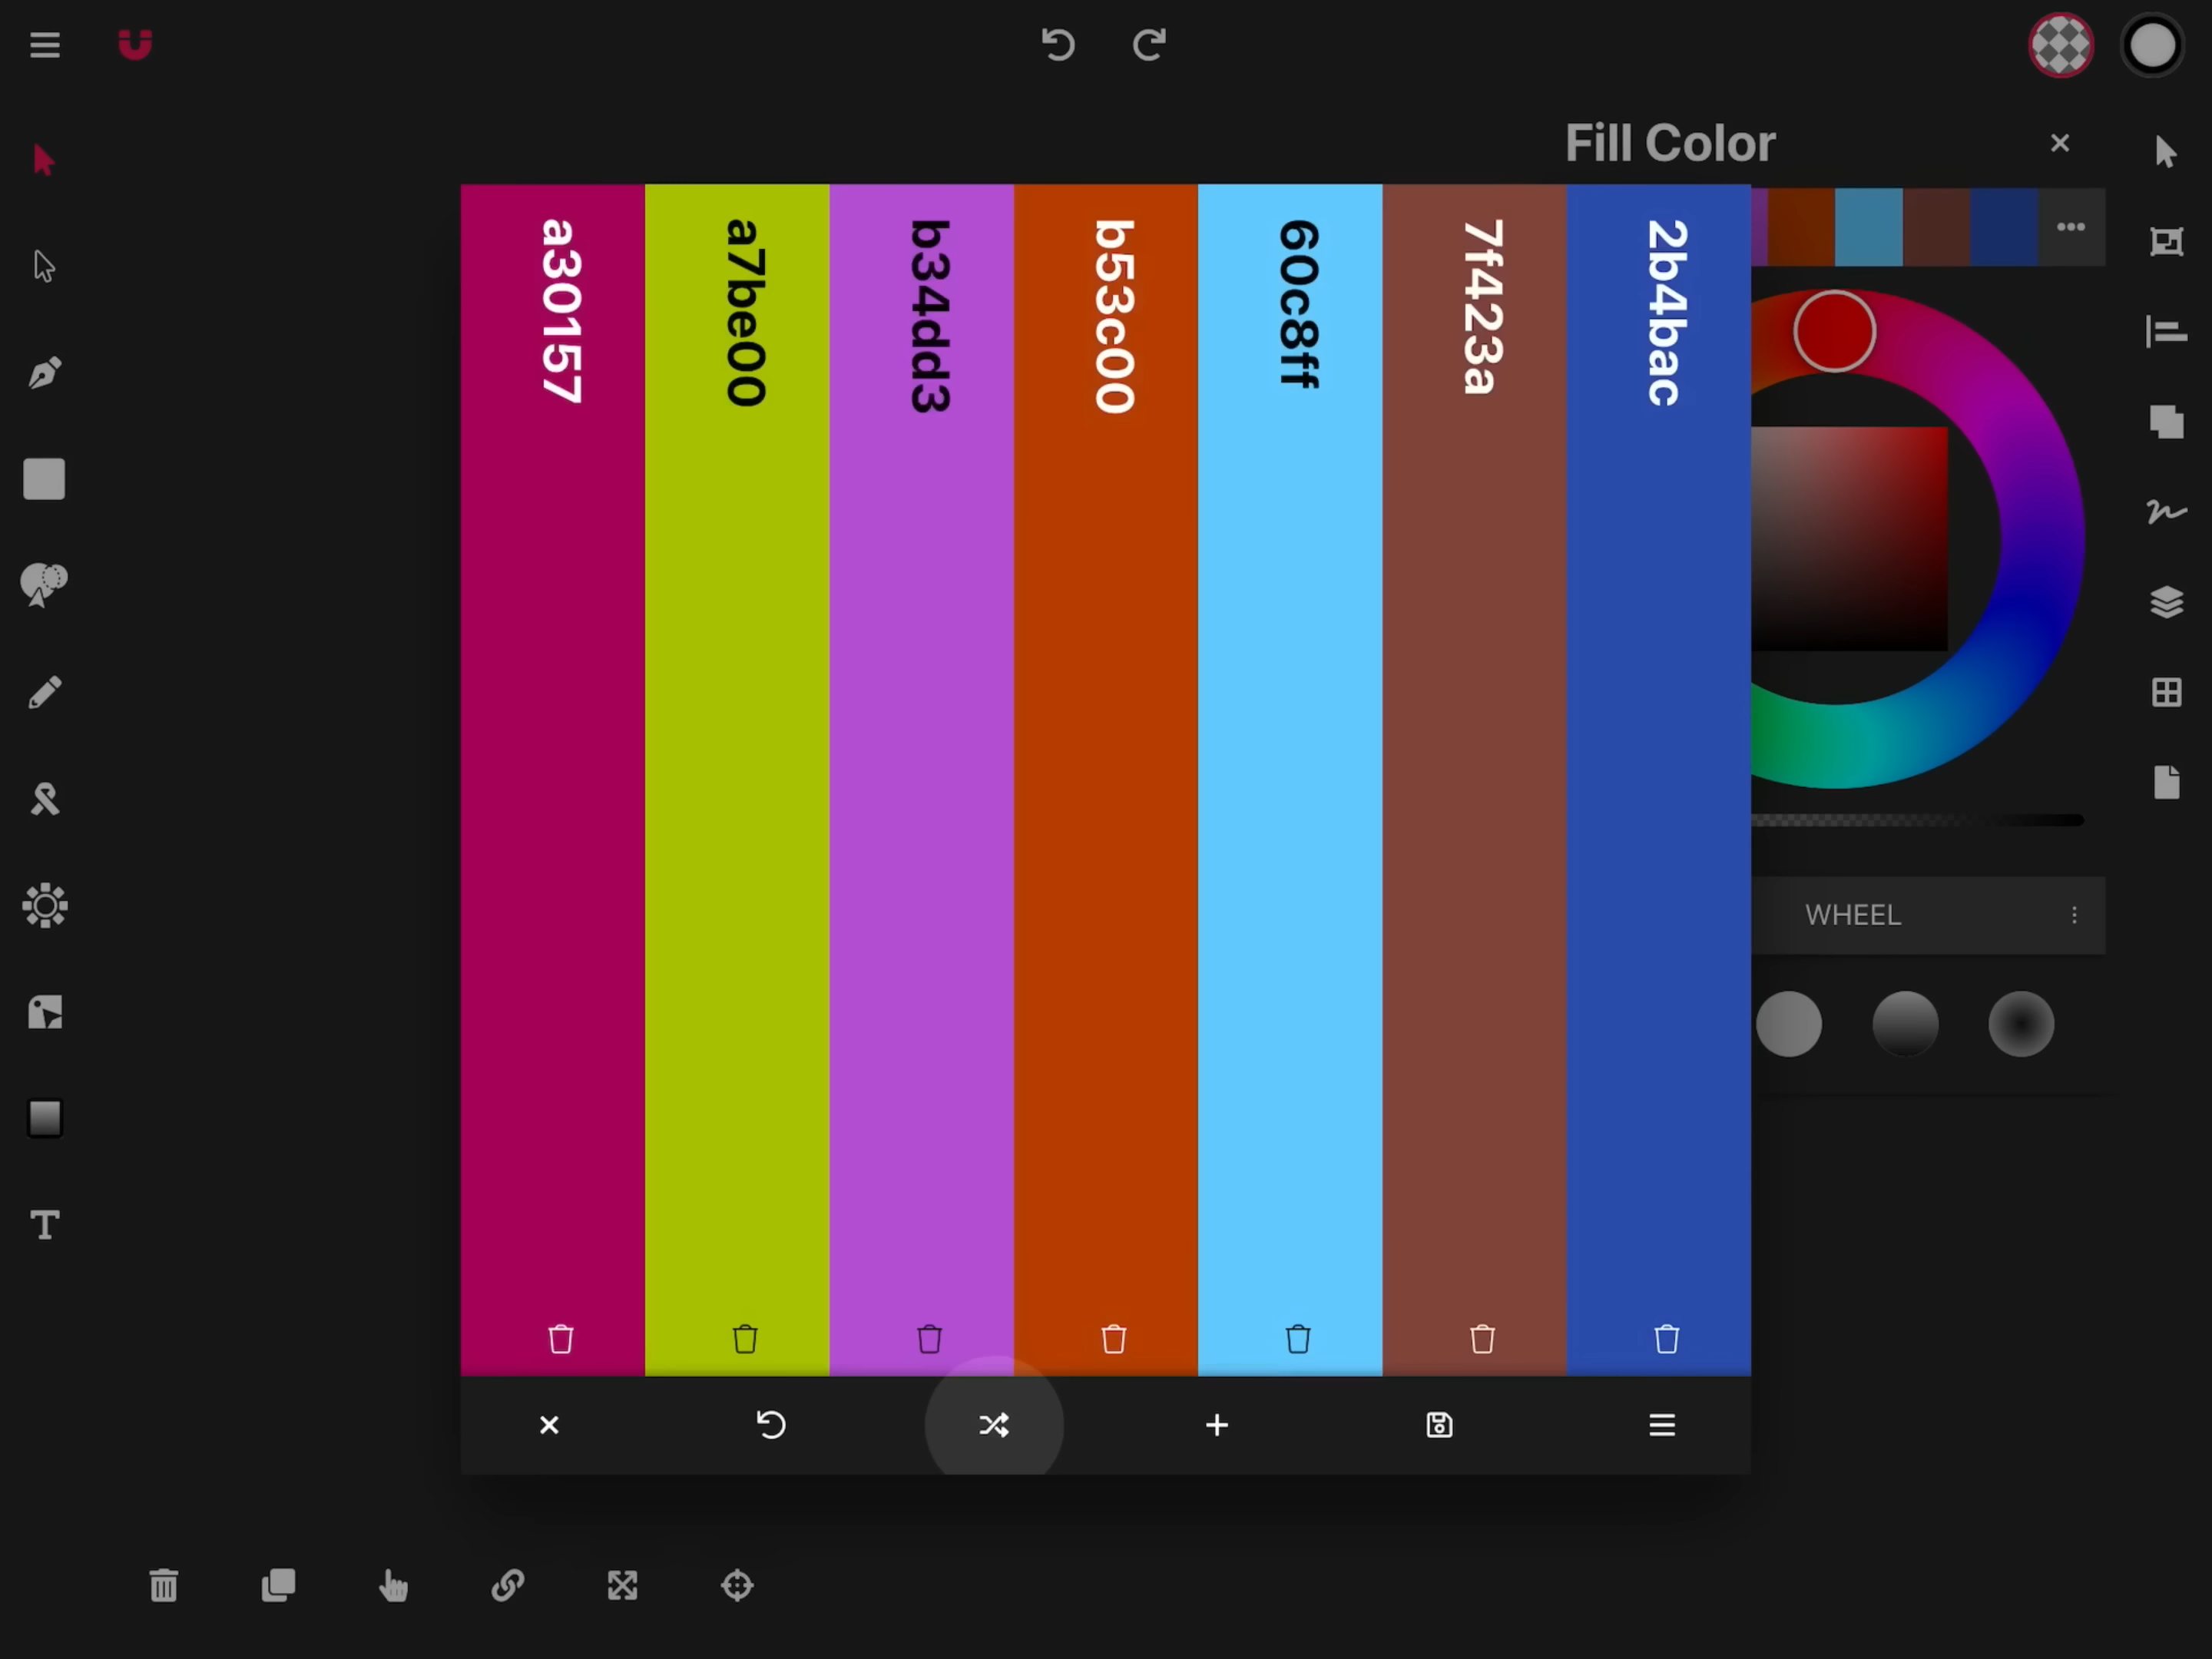 Fill Color
a30157
a7be00
b34dd3
b53c00
60c8ff
7f423a
2b4bac
WHEEL